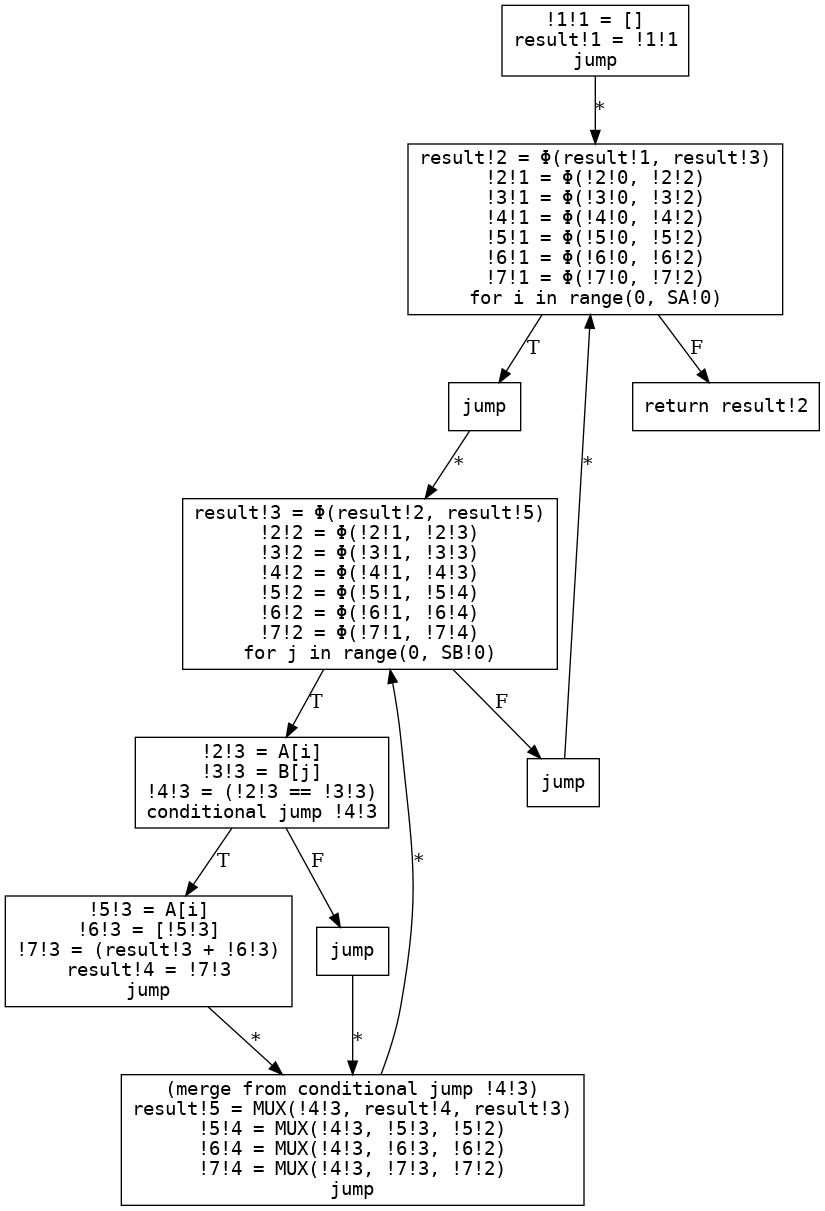 !1!1 = []
result!1 = !1!1
jump
*
result!2 = Φ(result!1, result!3)
!2!1 = Φ(!2!0, !2!2)
!3!1 = Φ(!3!0, !3!2)
!4!1 = Φ(!4!0, !4!2)
!5!1 = Φ(!5!0, !5!2)
!6!1 = Φ(!6!0, !6!2)
!7!1 = Φ(!7!0, !7!2)
for i in range(0, SA!0)
T
F
jump
return result!2
*
*
result!3 = Φ(result!2, result!5)
!2!2 = Φ(!2!1, !2!3)
!3!2 = Φ(!3!1, !3!3)
!4!2 = Φ(!4!1, !4!3)
!5!2 = Φ(!5!1, !5!4)
!6!2 = Φ(!6!1, !6!4)
!7!2 = Φ(!7!1, !7!4)
for j in range(0, SB!0)
T
F
!2!3 = A[i]
!3!3 = B[j]
!4!3 = (!2!3 == !3!3)
conditional jump !4!3
jump
T
F
*
!5!3 = A[i]
!6!3 = [!5!3]
!7!3 = (result!3 + !6!3)
result!4 = !7!3
jump
jump
*
*
(merge from conditional jump !4!3)
result!5 = MUX(!4!3, result!4, result!3)
!5!4 = MUX(!4!3, !5!3, !5!2)
!6!4 = MUX(!4!3, !6!3, !6!2)
!7!4 = MUX(!4!3, !7!3, !7!2)
jump